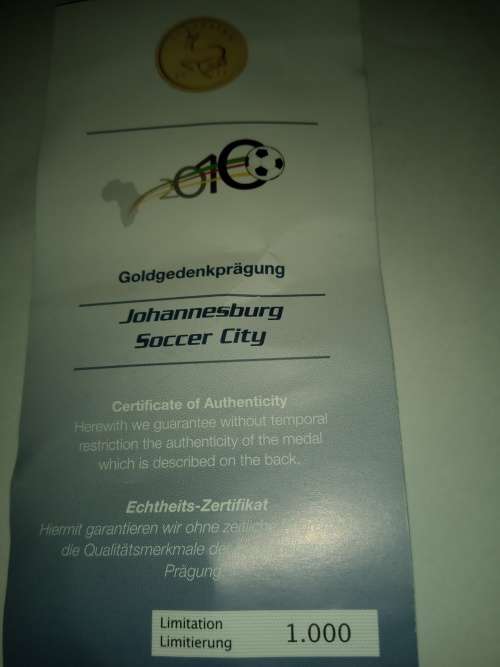 2010
Goldgedenkprägung
Johannesburg
Soccer City
Certificate of Authenticity
Herewith we guarantee without temporal
restriction the authenticity of the medal
which is described on the back.
Echtheits-Zertifikat
Hiermit garantieren wir ohne
die Qualitätsmerkmale
Prägung.
Limitation
Limitierung
1.000